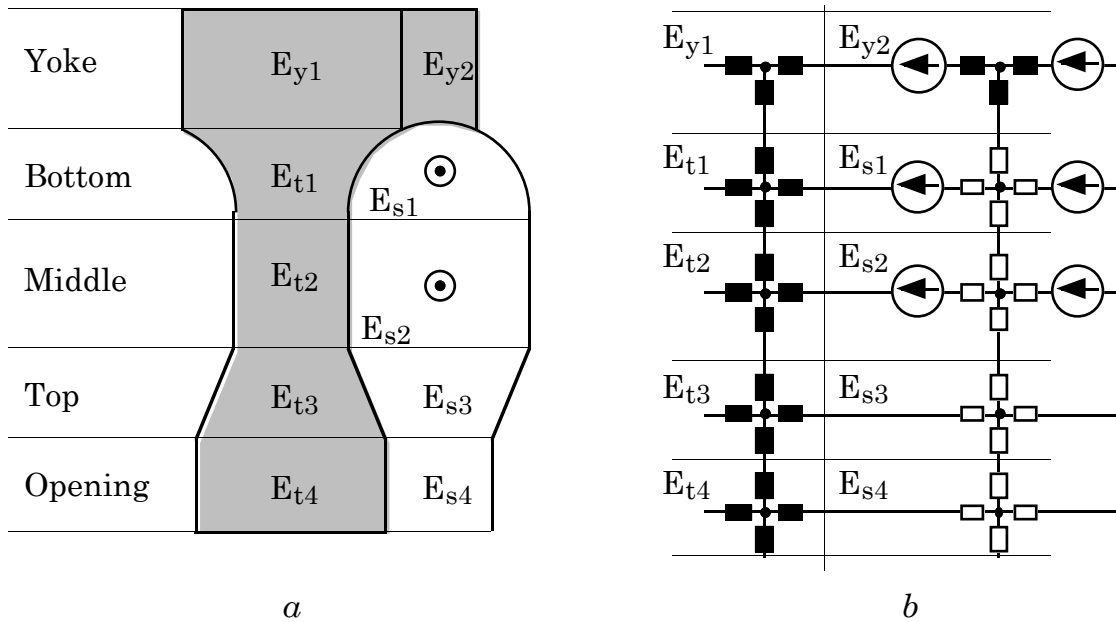 Yoke E_y1 E_y2
Bottom E_t1 E_s1
Middle E_t2 E_s2
Top E_t3 E_s3
Opening E_t4 E_s4
a
E_y1 E_y2
E_t1 E_s1
E_t2 E_s2
E_t3 E_s3
E_t4 E_s4
b